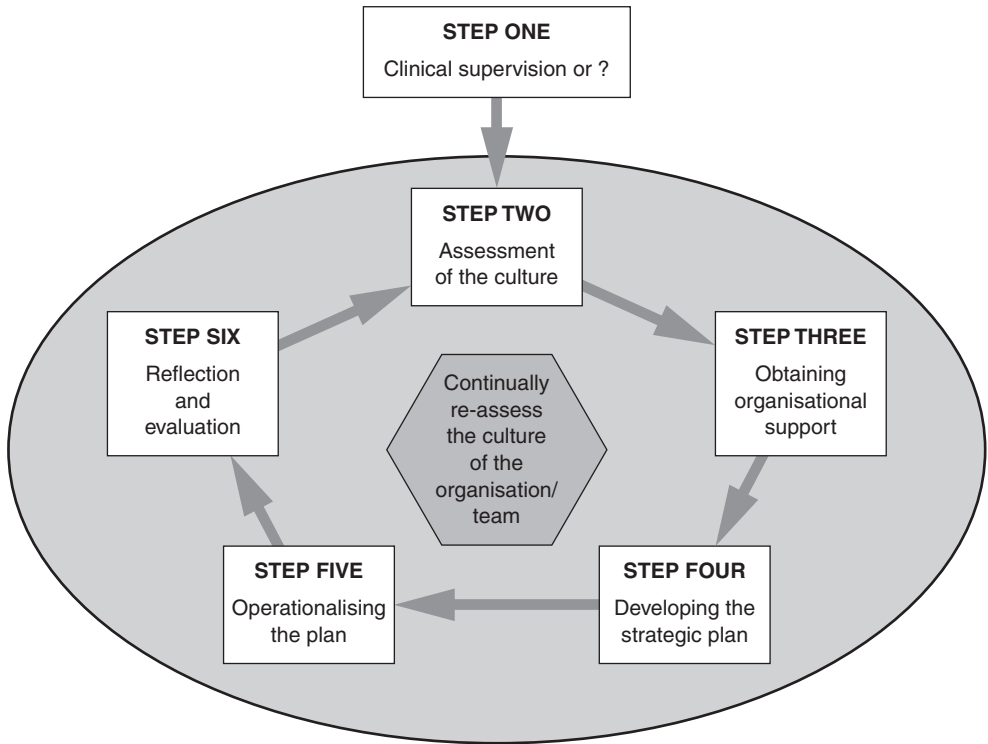 STEP ONE
Clinical supervision or ?
STEP TWO
Assessment
of the culture
STEP THREE
Obtaining
organisational
support
STEP FOUR
Developing the
strategic plan
STEP FIVE
Operationalising
the plan
STEP SIX
Reflection
and
evaluation
Continually
re-assess
the culture
of the
organisation/
team